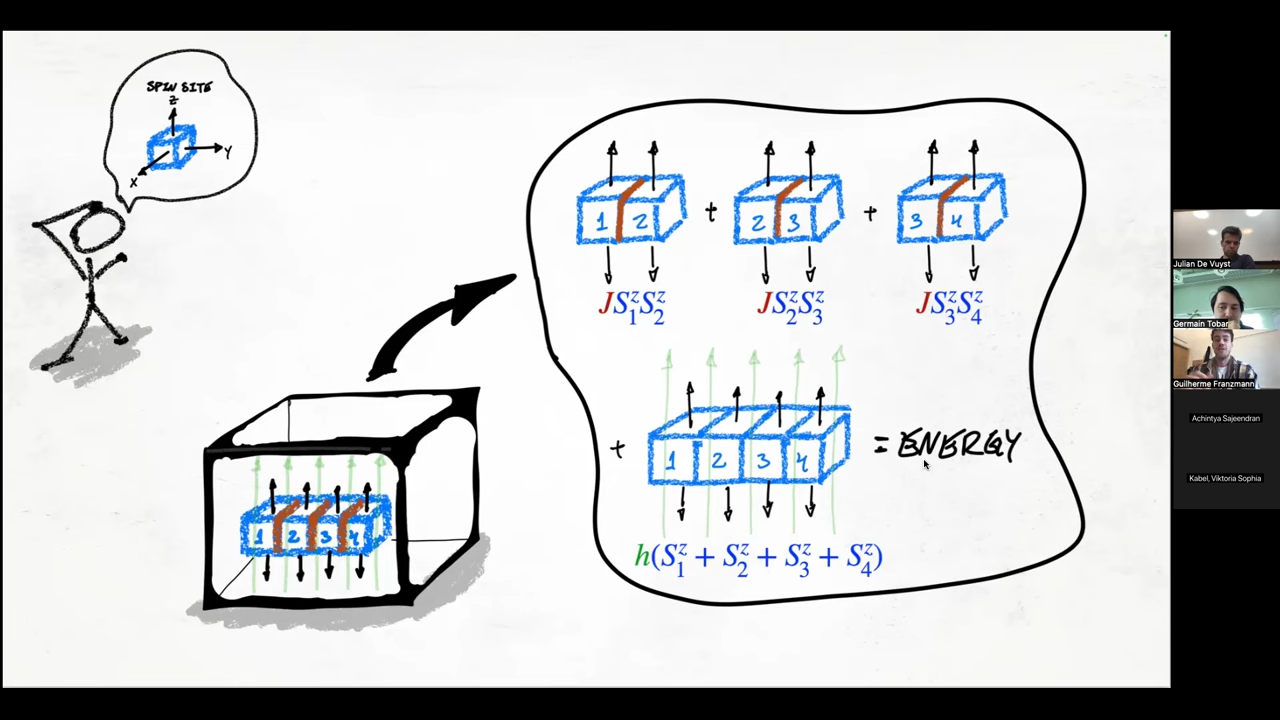 SPIN SITE
Z
Y
X
1 2 + 2 3 + 3 4
JS₁ᶻS₂ᶻ JS₂ᶻS₃ᶻ JS₃ᶻS₄ᶻ
+ 1 2 3 4 = ENERGY
h(S₁ᶻ + S₂ᶻ + S₃ᶻ + S₄ᶻ)
1 2 3 4
Julian De Vuyst
Germain Tobar
Guilherme Franzmann
Achintya Sajeendran
Kabel, Viktoria Sophia